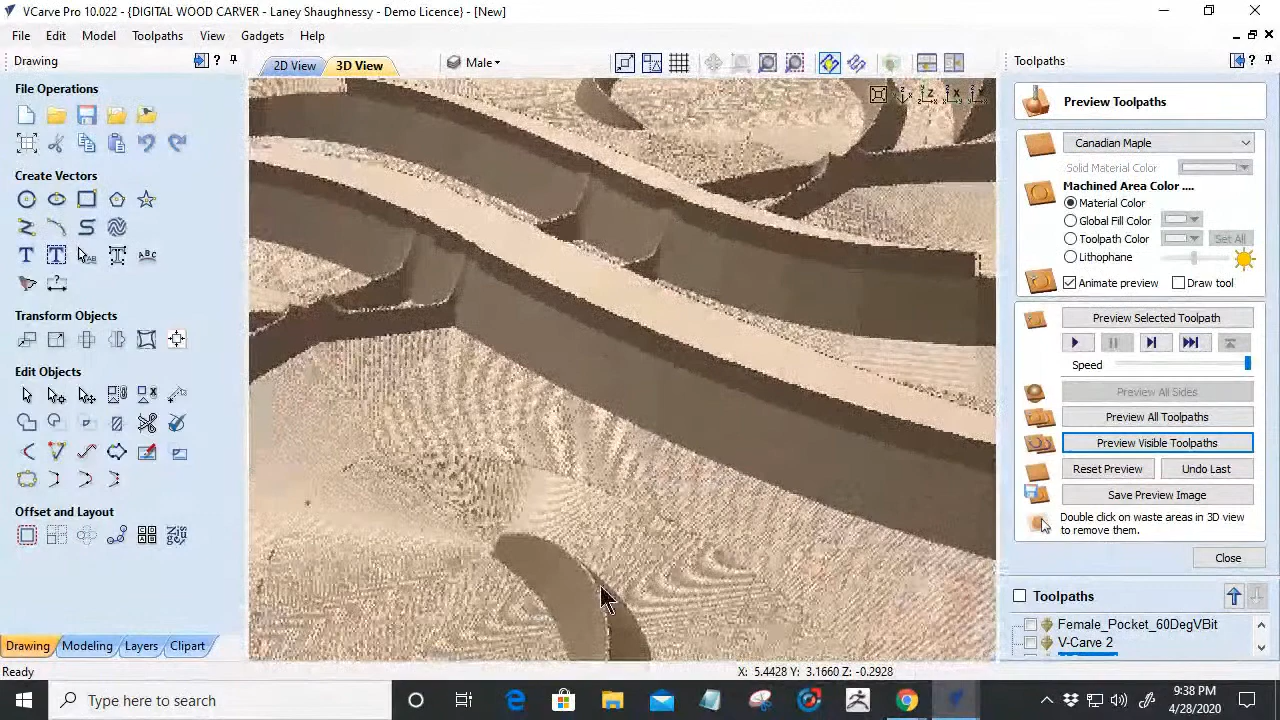 VCarve Pro 10.022 - {DIGITAL WOOD CARVER - Laney Shaughnessy - Demo Licence} - [New]
File Edit Model Toolpaths View Gadgets Help
Drawing
2D View
3D View
Male
Toolpaths
File Operations
Create Vectors
Transform Objects
Edit Objects
Offset and Layout
Drawing Modeling Layers Clipart
Preview Toolpaths
Canadian Maple
Solid Material Color
Machined Area Color ....
Material Color
Global Fill Color
Toolpath Color
Set All
Lithophane
Animate preview
Draw tool
Preview Selected Toolpath
Speed
Preview All Sides
Preview All Toolpaths
Preview Visible Toolpaths
Reset Preview
Undo Last
Save Preview Image
Double click on waste areas in 3D view
to remove them.
Close
Toolpaths
Female_Pocket_60DegVBit
V-Carve 2
Ready
X: 5.4428 Y: 3.1660 Z: -0.2928
Type here to search
9:38 PM
4/28/2020